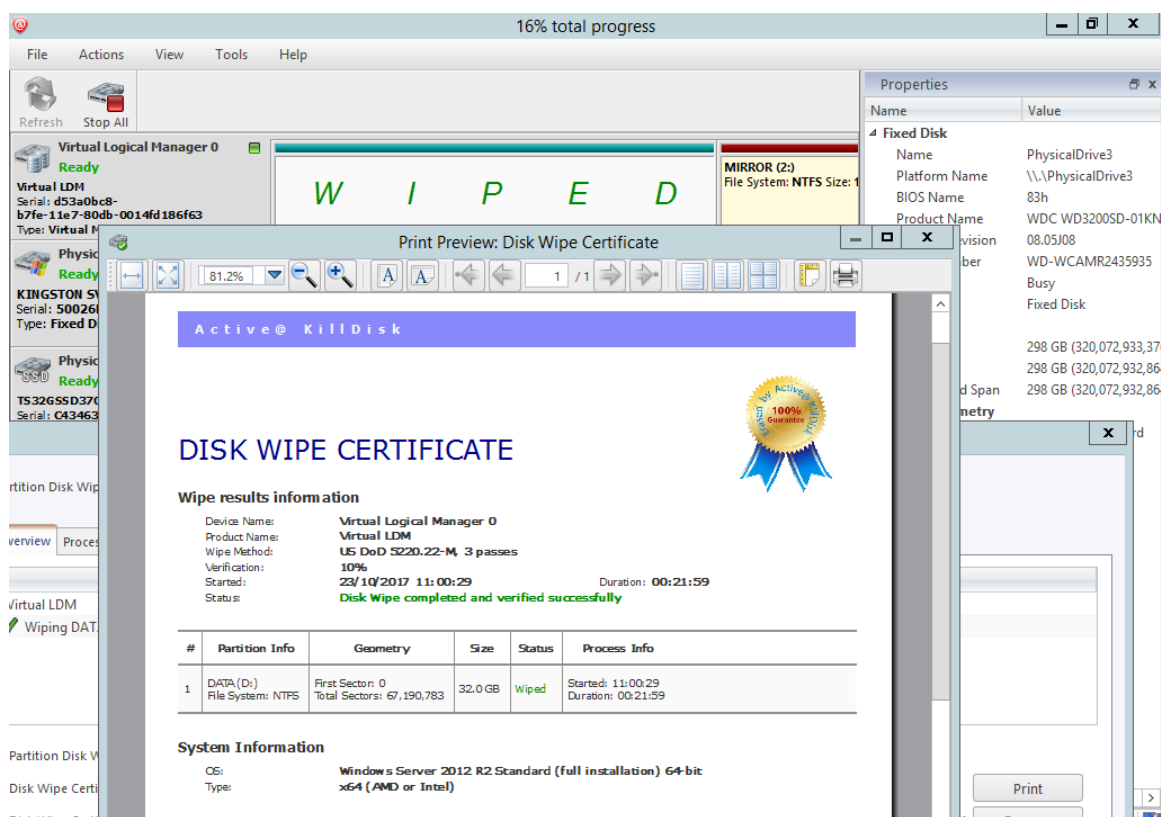 16% total progress
File Actions View Tools Help
Refresh Stop All
Virtual Logical Manager 0
Ready
Virtual LDM
Serial: d53a0bc8-
b7fe-11e7-80db-0014fd186f63
Type: Virtual
W I P E D
MIRROR (2:)
File System: NTFS Size: 1
Properties
Name Value
Fixed Disk
Name PhysicalDrive3
Platform Name \\.\PhysicalDrive3
BIOS Name 83h
Product Name WDC WD3200SD-01KN
08.05J08
WD-WCAMR2435935
Busy
Fixed Disk
298 GB (320,072,933,37
298 GB (320,072,932,86
d Span 298 GB (320,072,932,86
Physic
Ready
KINGSTON
Serial: 50026
Type: Fixed D
Physic
Ready
TS32GSSD370
Serial: C43463
Print Preview: Disk Wipe Certificate
81.2% 1 / 1
Active@ KillDisk
Erased by Active@ KillDisk
100%
Guarantee
DISK WIPE CERTIFICATE
Wipe results information
Device Name: Virtual Logical Manager 0
Product Name: Virtual LDM
Wipe Method: US DoD 5220.22-M, 3 passes
Verification: 10%
Started: 23/10/2017 11:00:29 Duration: 00:21:59
Status: Disk Wipe completed and verified successfully
# Partition Info Geometry Size Status Process Info
1 DATA (D:) First Sector: 0 32.0 GB Wiped Started: 11:00:29
File System: NTFS Total Sectors: 67,190,783 Duration: 00:21:59
System Information
OS: Windows Server 2012 R2 Standard (full installation) 64-bit
Type: x64 (AMD or Intel)
rtition Disk Wip
verview Proces
Virtual LDM
Wiping DAT
Partition Disk W
Disk Wipe Certi
Print